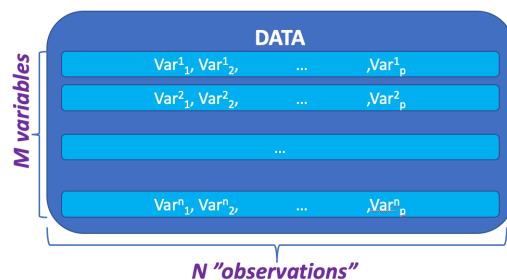 DATA
Var¹₁, Var¹₂, ... ,Var¹ₚ
Var²₁, Var²₂, ... ,Var²ₚ
...
Varⁿ₁, Varⁿ₂, ... ,Varⁿₚ
M variables
N ”observations”